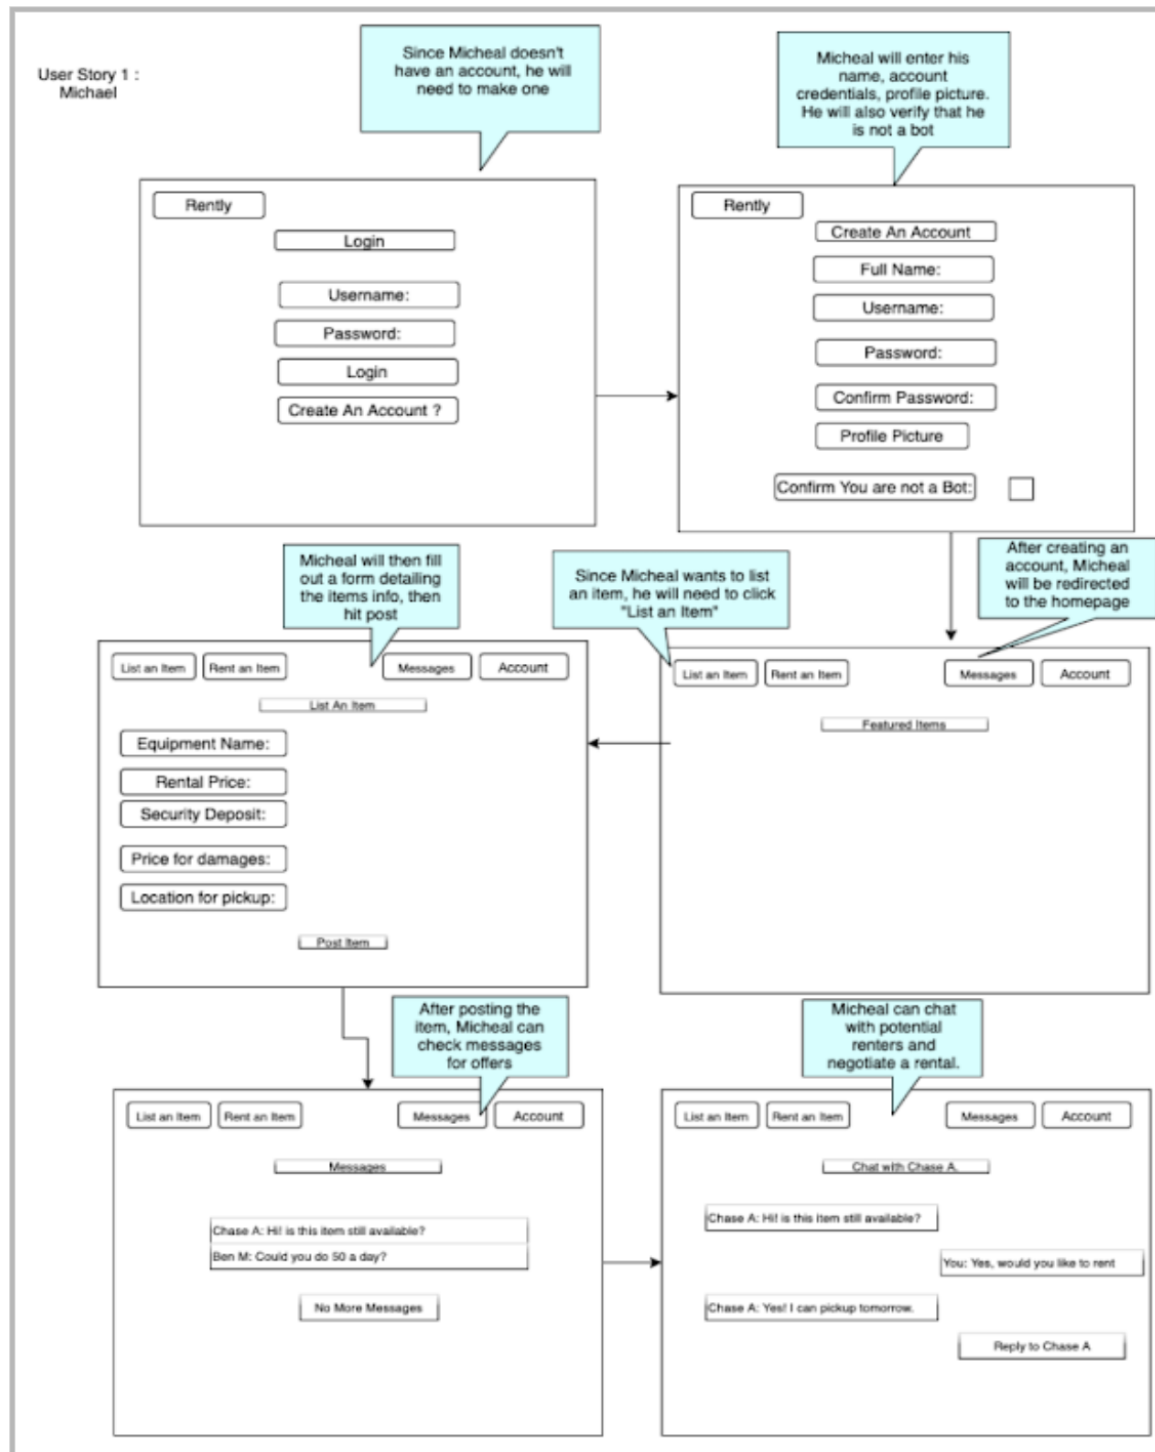 User Story 1 :
Michael
Since Micheal doesn't
have an account, he will
need to make one
Micheal will enter his
name, account
credentials, profile picture.
He will also verify that he
is not a bot
Rently
Login
Username:
Password:
Login
Create An Account ?
Rently
Create An Account
Full Name:
Username:
Password:
Confirm Password:
Profile Picture
Confirm You are not a Bot:
Micheal will then fill
out a form detailing
the items info, then
hit post
Since Micheal wants to list
an item, he will need to click
"List an Item"
After creating an
account, Micheal
will be redirected
to the homepage
List an Item
Rent an Item
Messages
Account
List An Item
Equipment Name:
Rental Price:
Security Deposit:
Price for damages:
Location for pickup:
Post Item
List an Item
Rent an Item
Messages
Account
Featured Items
After posting the
item, Micheal can
check messages
for offers
Micheal can chat
with potential
renters and
negotiate a rental.
List an Item
Rent an Item
Messages
Account
Messages
Chase A: Hi! is this item still available?
Ben M: Could you do 50 a day?
No More Messages
List an Item
Rent an Item
Messages
Account
Chat with Chase A.
Chase A: Hi! is this item still available?
You: Yes, would you like to rent
Chase A: Yes! I can pickup tomorrow.
Reply to Chase A